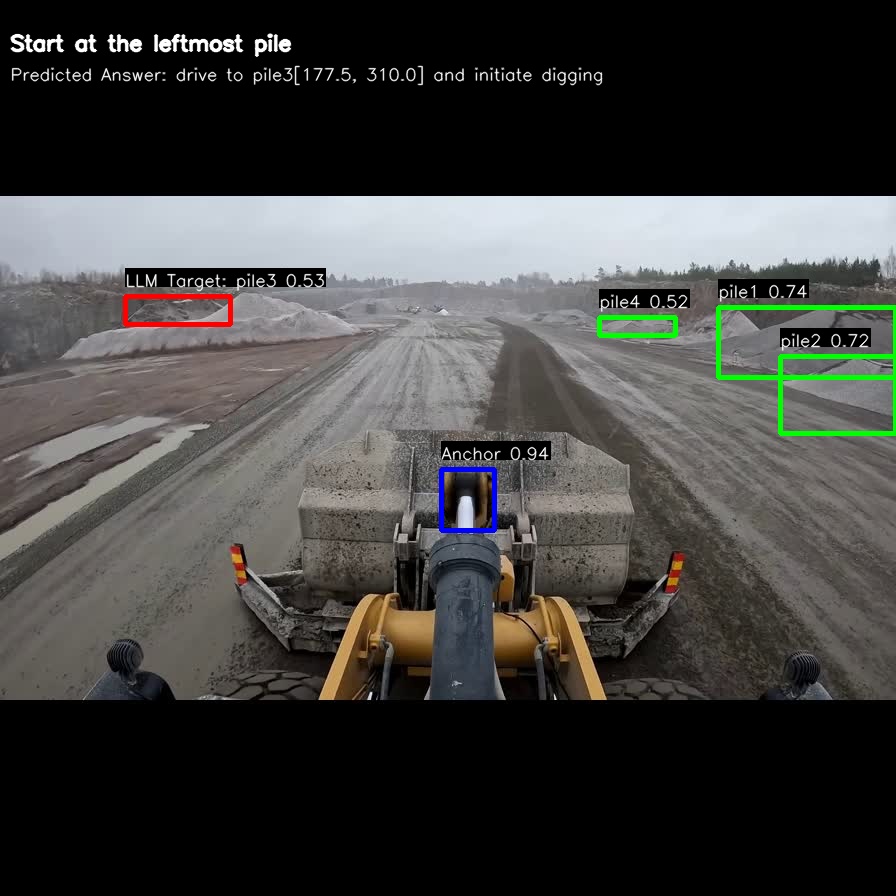 Start at the leftmost pile
Predicted Answer: drive to pile3[177.5, 310.0] and initiate digging
LLM Target: pile3 0.53
pile4 0.52
pile1 0.74
pile2 0.72
Anchor 0.94